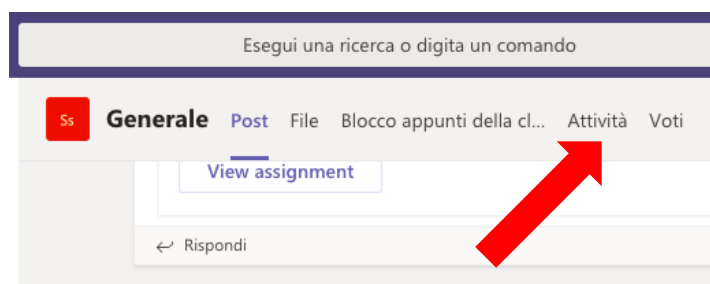 Esegui una ricerca o digita un comando
Ss Generale Post File Blocco appunti della cl... Attività Voti
View assignment
Rispondi